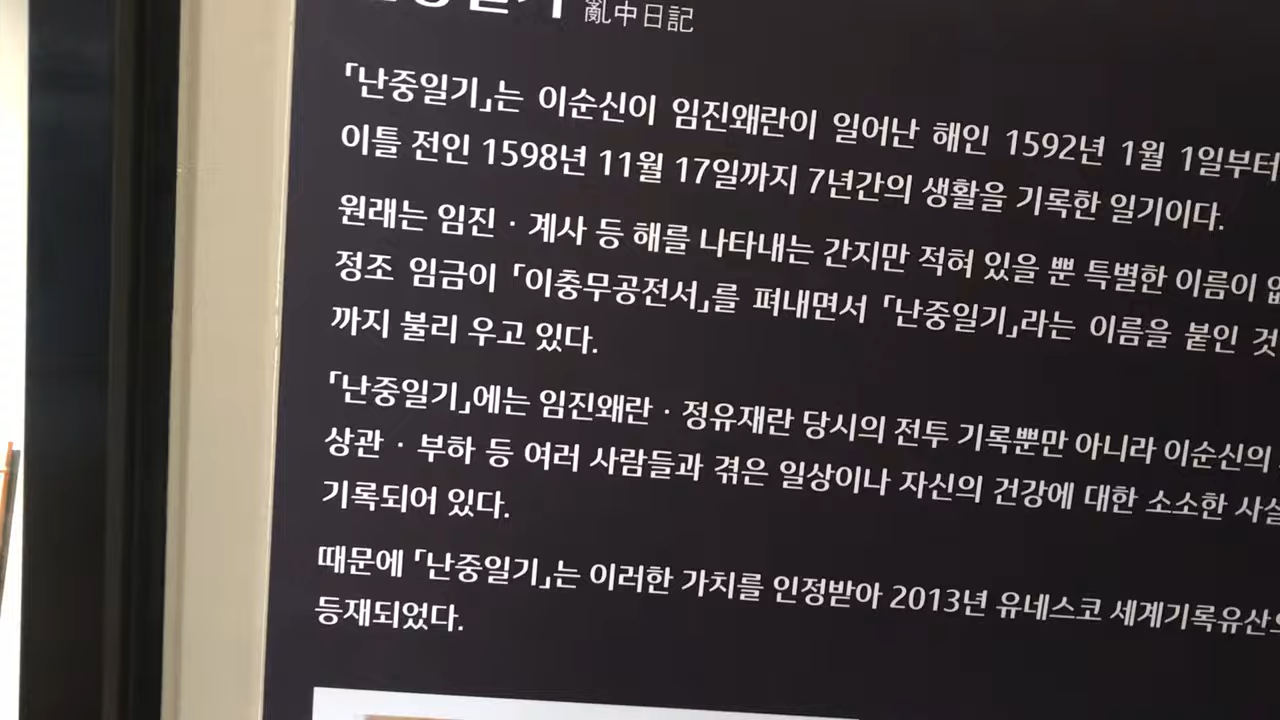 난중일기 亂中日記
「난중일기」는 이순신이 임진왜란이 일어난 해인 1592년 1월 1일부터
이틀 전인 1598년 11월 17일까지 7년간의 생활을 기록한 일기이다.
원래는 임진 · 계사 등 해를 나타내는 간지만 적혀 있을 뿐 특별한 이름이
정조 임금이 「이충무공전서」를 펴내면서 「난중일기」라는 이름을 붙인 것
까지 불리 우고 있다.
「난중일기」에는 임진왜란 · 정유재란 당시의 전투 기록뿐만 아니라 이순신의
상관 · 부하 등 여러 사람들과 겪은 일상이나 자신의 건강에 대한 소소한
기록되어 있다.
때문에 「난중일기」는 이러한 가치를 인정받아 2013년 유네스코 세계기록유산
등재되었다.